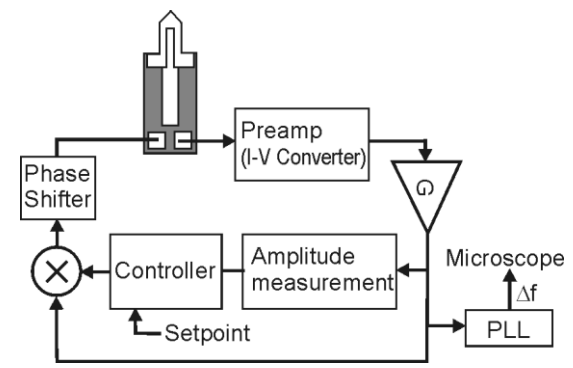 Preamp
(I-V Converter)
Phase
Shifter
G
Controller
Amplitude
measurement
Microscope
Δf
Setpoint
PLL